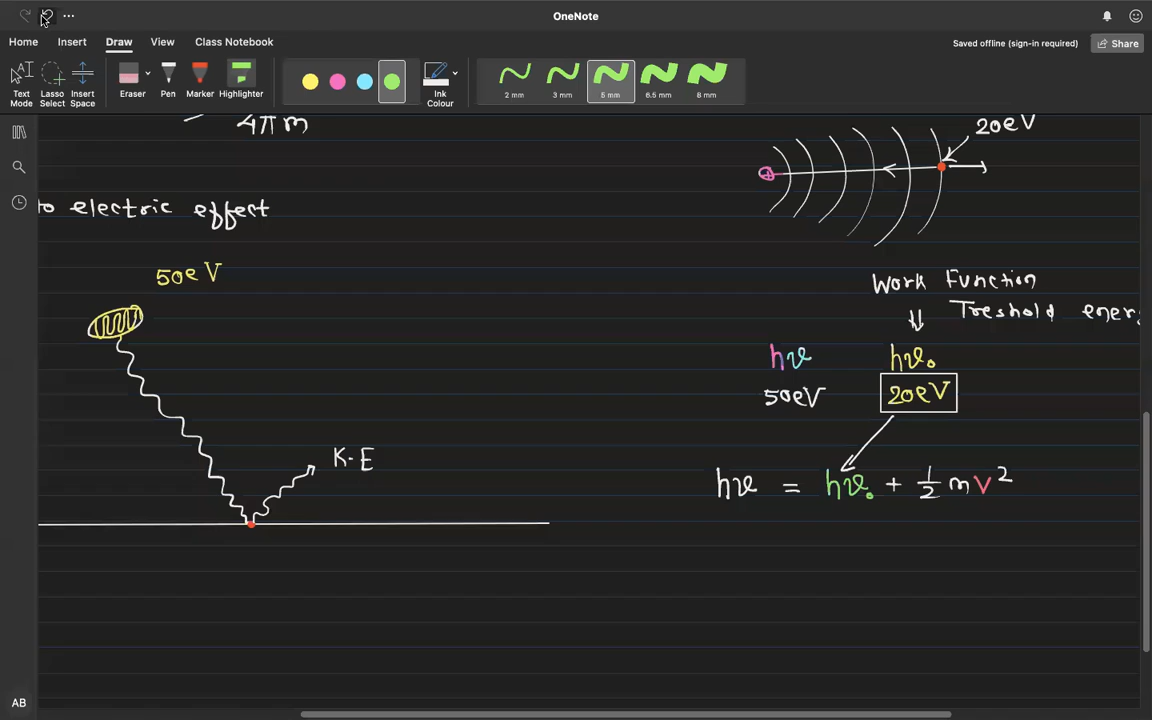 OneNote
Home Insert Draw View Class Notebook
Saved offline (sign-in required) Share
Text Mode
Lasso Select
Insert Space
Eraser
Pen
Marker
Highlighter
Ink Colour
2 mm
3 mm
5 mm
6.5 mm
8 mm
4πm
20eV
to electric effect
50eV
Work Function
Treshold ener
hν hν₀
50eV 20eV
K·E
hν = hν₀ + ½mv²
AB